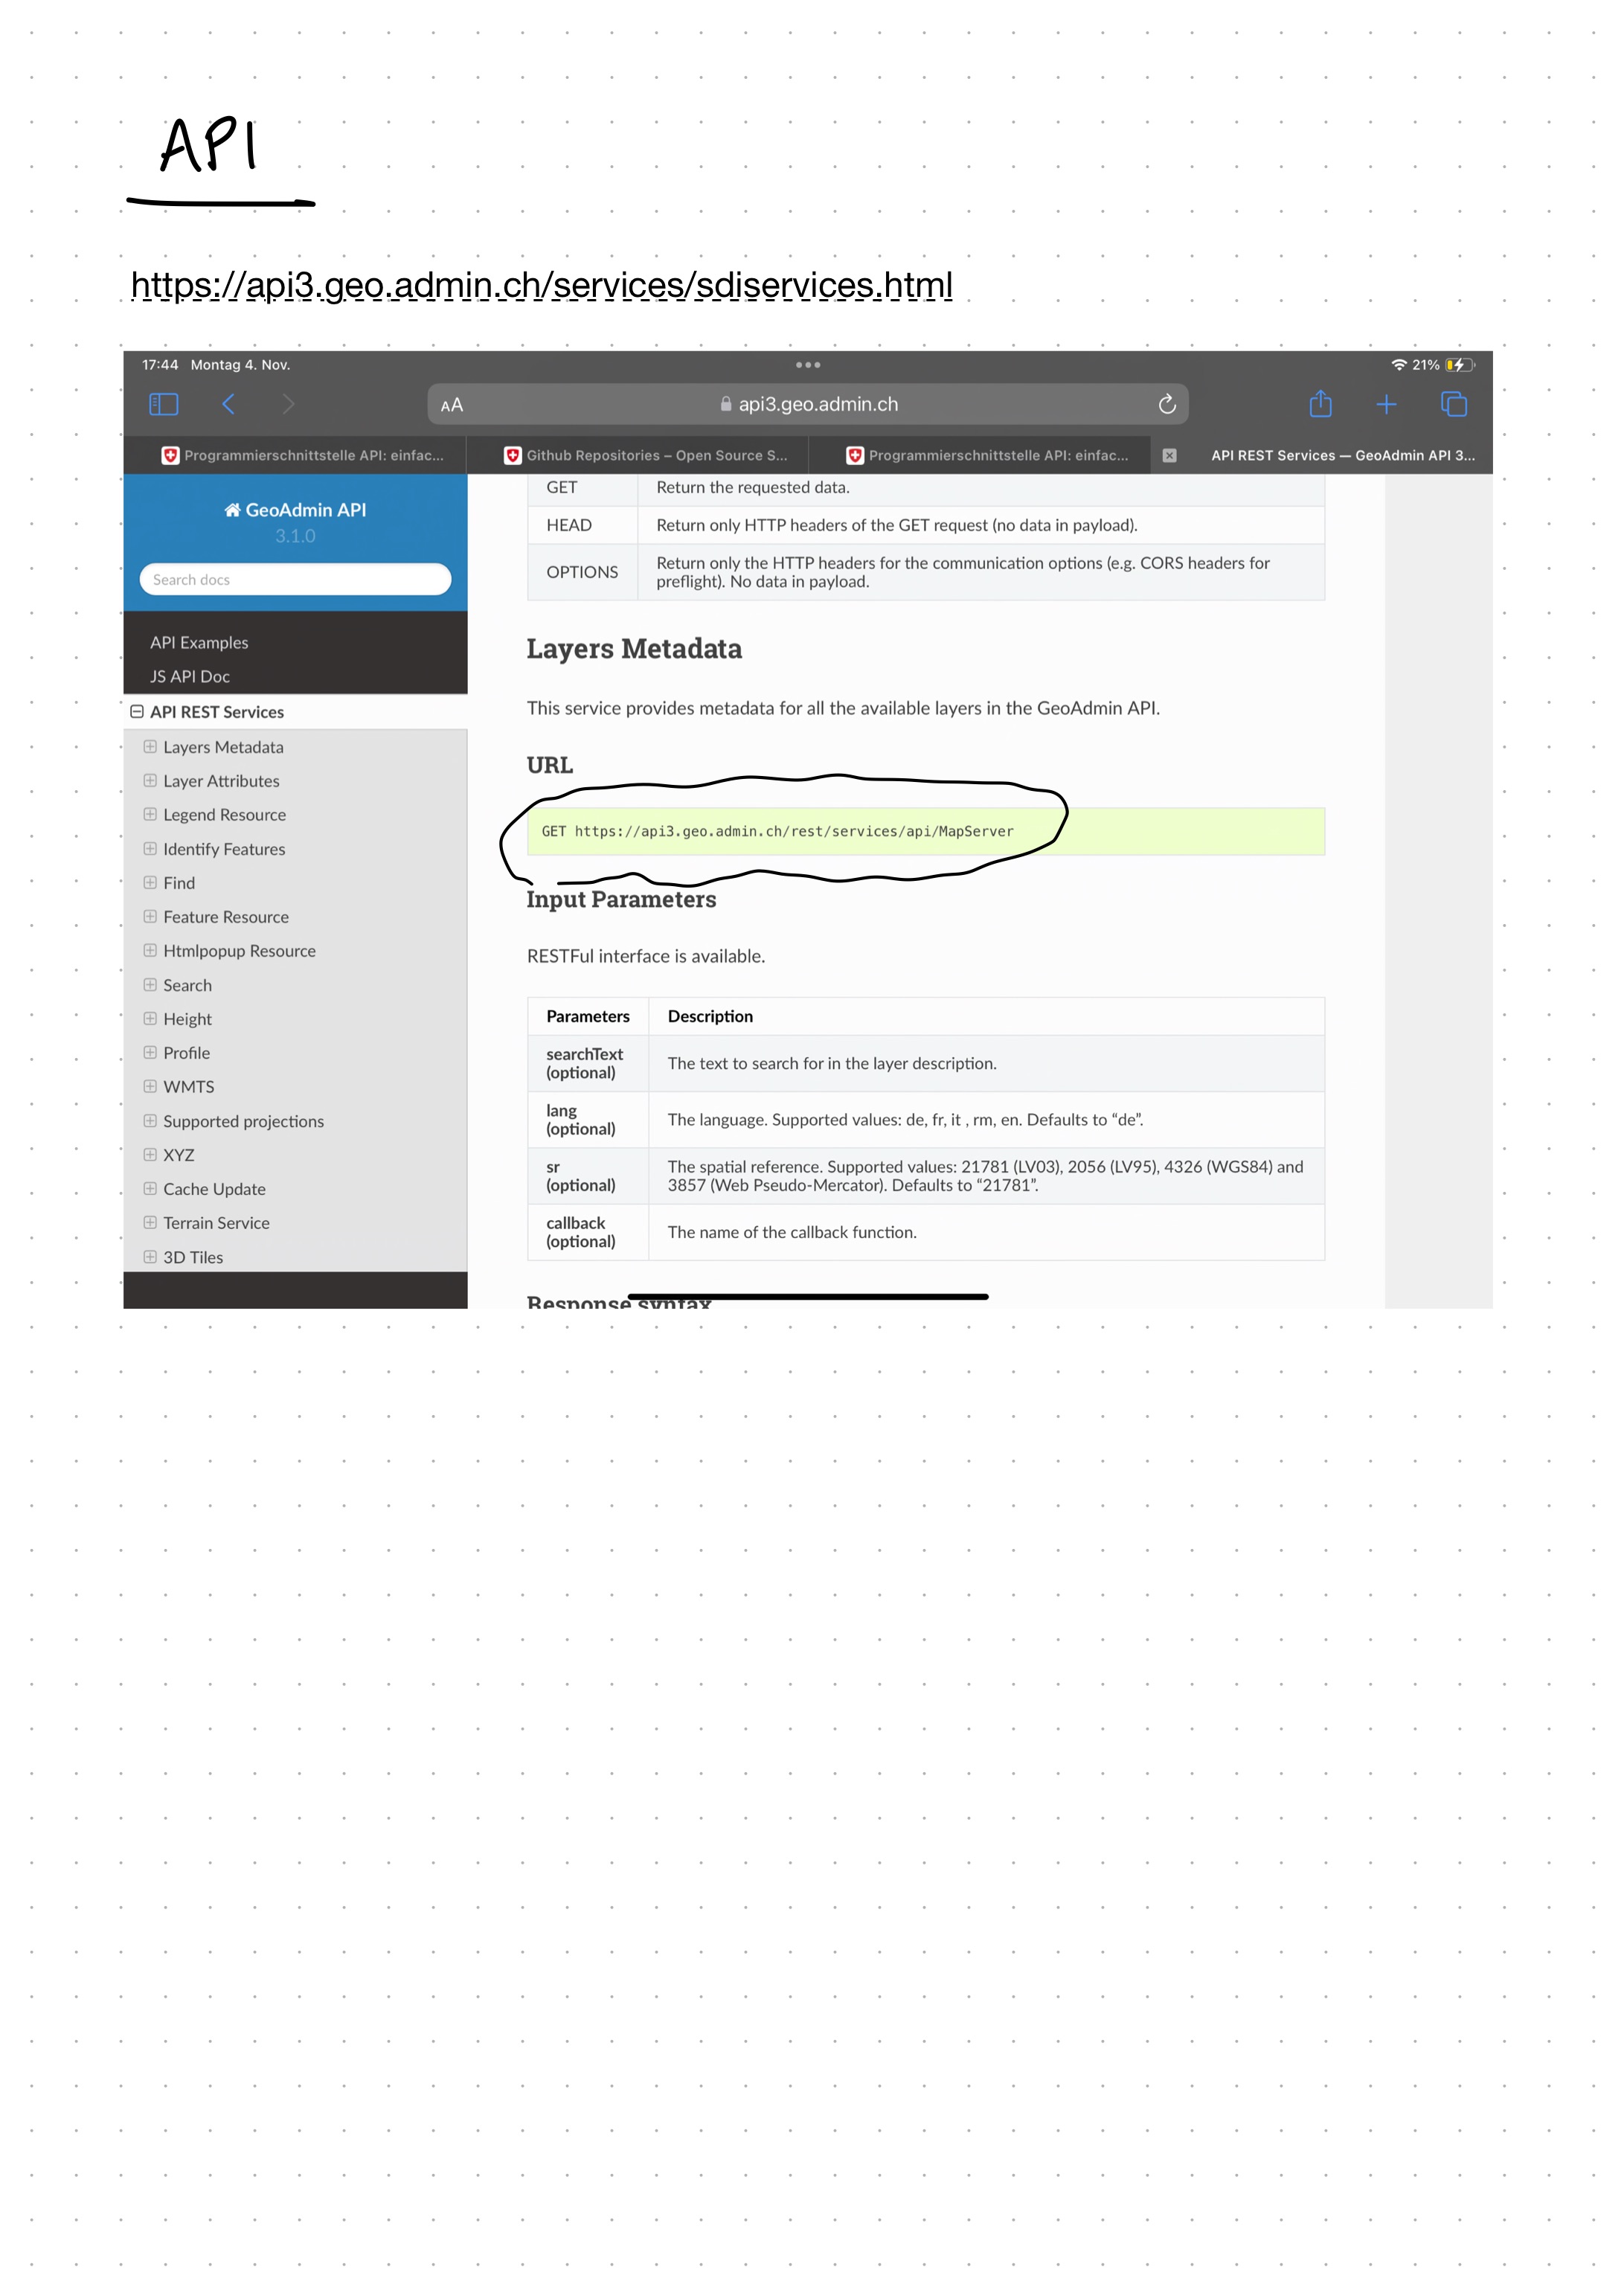 API
https://api3.geo.admin.ch/services/sdiservices.html
17:44 Montag 4. Nov.
21%
AA
api3.geo.admin.ch
Programmierschnittstelle API: einfac...
Github Repositories – Open Source S...
Programmierschnittstelle API: einfac...
API REST Services — GeoAdmin API 3...
GeoAdmin API
3.1.0
Search docs
API Examples
JS API Doc
API REST Services
Layers Metadata
Layer Attributes
Legend Resource
Identify Features
Find
Feature Resource
Htmlpopup Resource
Search
Height
Profile
WMTS
Supported projections
XYZ
Cache Update
Terrain Service
3D Tiles
GET Return the requested data.
HEAD Return only HTTP headers of the GET request (no data in payload).
OPTIONS Return only the HTTP headers for the communication options (e.g. CORS headers for
preflight). No data in payload.
Layers Metadata
This service provides metadata for all the available layers in the GeoAdmin API.
URL
GET https://api3.geo.admin.ch/rest/services/api/MapServer
Input Parameters
RESTFul interface is available.
Parameters Description
searchText
(optional)
The text to search for in the layer description.
lang
(optional)
The language. Supported values: de, fr, it , rm, en. Defaults to “de”.
sr
(optional)
The spatial reference. Supported values: 21781 (LV03), 2056 (LV95), 4326 (WGS84) and
3857 (Web Pseudo-Mercator). Defaults to “21781”.
callback
(optional)
The name of the callback function.
Response syntax